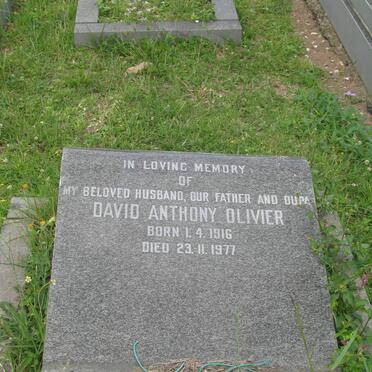 IN LOVING MEMORY
OF
MY BELOVED HUSBAND, OUR FATHER AND OUPA
DAVID ANTHONY OLIVIER
BORN 1.4.1916
DIED 23.11.1977